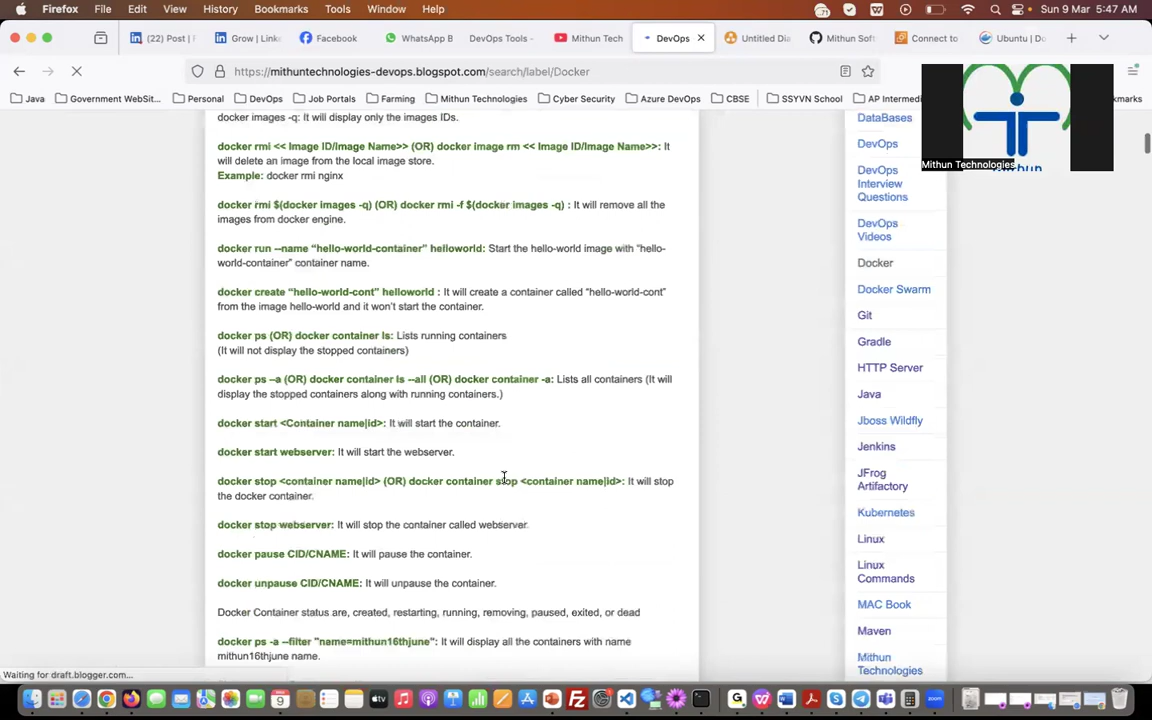 Firefox File Edit View History Bookmarks Tools Window Help
Sun 9 Mar 5:47 AM
(22) Post | F
Grow | Linke
Facebook
WhatsApp B
DevOps Tools -
Mithun Tech
DevOps
Untitled Dia
Mithun Soft
Connect to
Ubuntu | Do
https://mithuntechnologies-devops.blogspot.com/search/label/Docker
Java
Government WebSit...
Personal
DevOps
Job Portals
Farming
Mithun Technologies
Cyber Security
Azure DevOps
CBSE
SSYVN School
AP Intermedi
kmarks
Mithun Technologies
docker images -q: It will display only the images IDs.
docker rmi << Image ID/Image Name>> (OR) docker image rm << Image ID/Image Name>>: It
will delete an image from the local image store.
Example: docker rmi nginx
docker rmi $(docker images -q) (OR) docker rmi -f $(docker images -q) : It will remove all the
images from docker engine.
docker run --name “hello-world-container” helloworld: Start the hello-world image with “hello-
world-container” container name.
docker create “hello-world-cont” helloworld : It will create a container called “hello-world-cont”
from the image hello-world and it won’t start the container.
docker ps (OR) docker container ls: Lists running containers
(It will not display the stopped containers)
docker ps --a (OR) docker container ls --all (OR) docker container -a: Lists all containers (It will
display the stopped containers along with running containers.)
docker start <Container name|id>: It will start the container.
docker start webserver: It will start the webserver.
docker stop <container name|id> (OR) docker container stop <container name|id>: It will stop
the docker container.
docker stop webserver: It will stop the container called webserver.
docker pause CID/CNAME: It will pause the container.
docker unpause CID/CNAME: It will unpause the container.
Docker Container status are, created, restarting, running, removing, paused, exited, or dead
docker ps -a --filter "name=mithun16thjune": It will display all the containers with name
mithun16thjune name.
DataBases
DevOps
DevOps
Interview
Questions
DevOps
Videos
Docker
Docker Swarm
Git
Gradle
HTTP Server
Java
Jboss Wildfly
Jenkins
JFrog
Artifactory
Kubernetes
Linux
Linux
Commands
MAC Book
Maven
Mithun
Technologies
Waiting for draft.blogger.com...